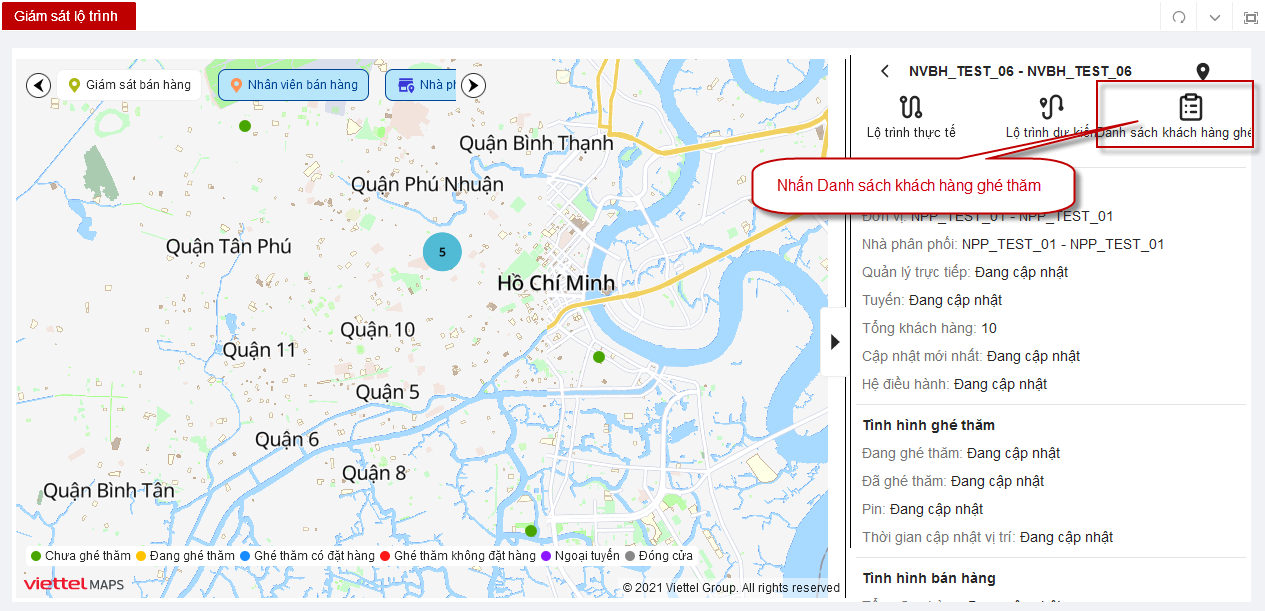 Giám sát lộ trình
Giám sát bán hàng
Nhân viên bán hàng
Nhà ph
Quận Bình Thạnh
Quận Phú Nhuận
Quận Tân Phú
5
Hồ Chí Minh
Quận 10
Quận 11
Quận 5
Quận 6
Quận 8
Quận Bình Tân
Chưa ghé thăm Đang ghé thăm Ghé thăm có đặt hàng Ghé thăm không đặt hàng Ngoại tuyến Đóng cửa
viettel MAPS
© 2021 Viettel Group. All rights reserved
NVBH_TEST_06 - NVBH_TEST_06
Lộ trình thực tế
Lộ trình dự kiến
Danh sách khách hàng ghé
Nhấn Danh sách khách hàng ghé thăm
Đơn vị: NPP_TEST_01 - NPP_TEST_01
Nhà phân phối: NPP_TEST_01 - NPP_TEST_01
Quản lý trực tiếp: Đang cập nhật
Tuyến: Đang cập nhật
Tổng khách hàng: 10
Cập nhật mới nhất: Đang cập nhật
Hệ điều hành: Đang cập nhật
Tình hình ghé thăm
Đang ghé thăm: Đang cập nhật
Đã ghé thăm: Đang cập nhật
Pin: Đang cập nhật
Thời gian cập nhật vị trí: Đang cập nhật
Tình hình bán hàng